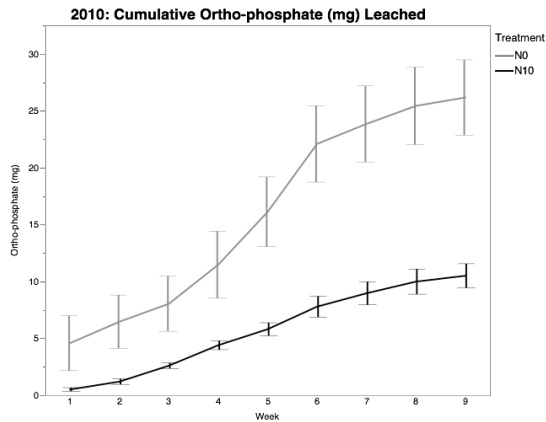 2010: Cumulative Ortho-phosphate (mg) Leached
Treatment
N0
N10
Ortho-phosphate (mg)
30
25
20
15
10
5
0
1 2 3 4 5 6 7 8 9
Week